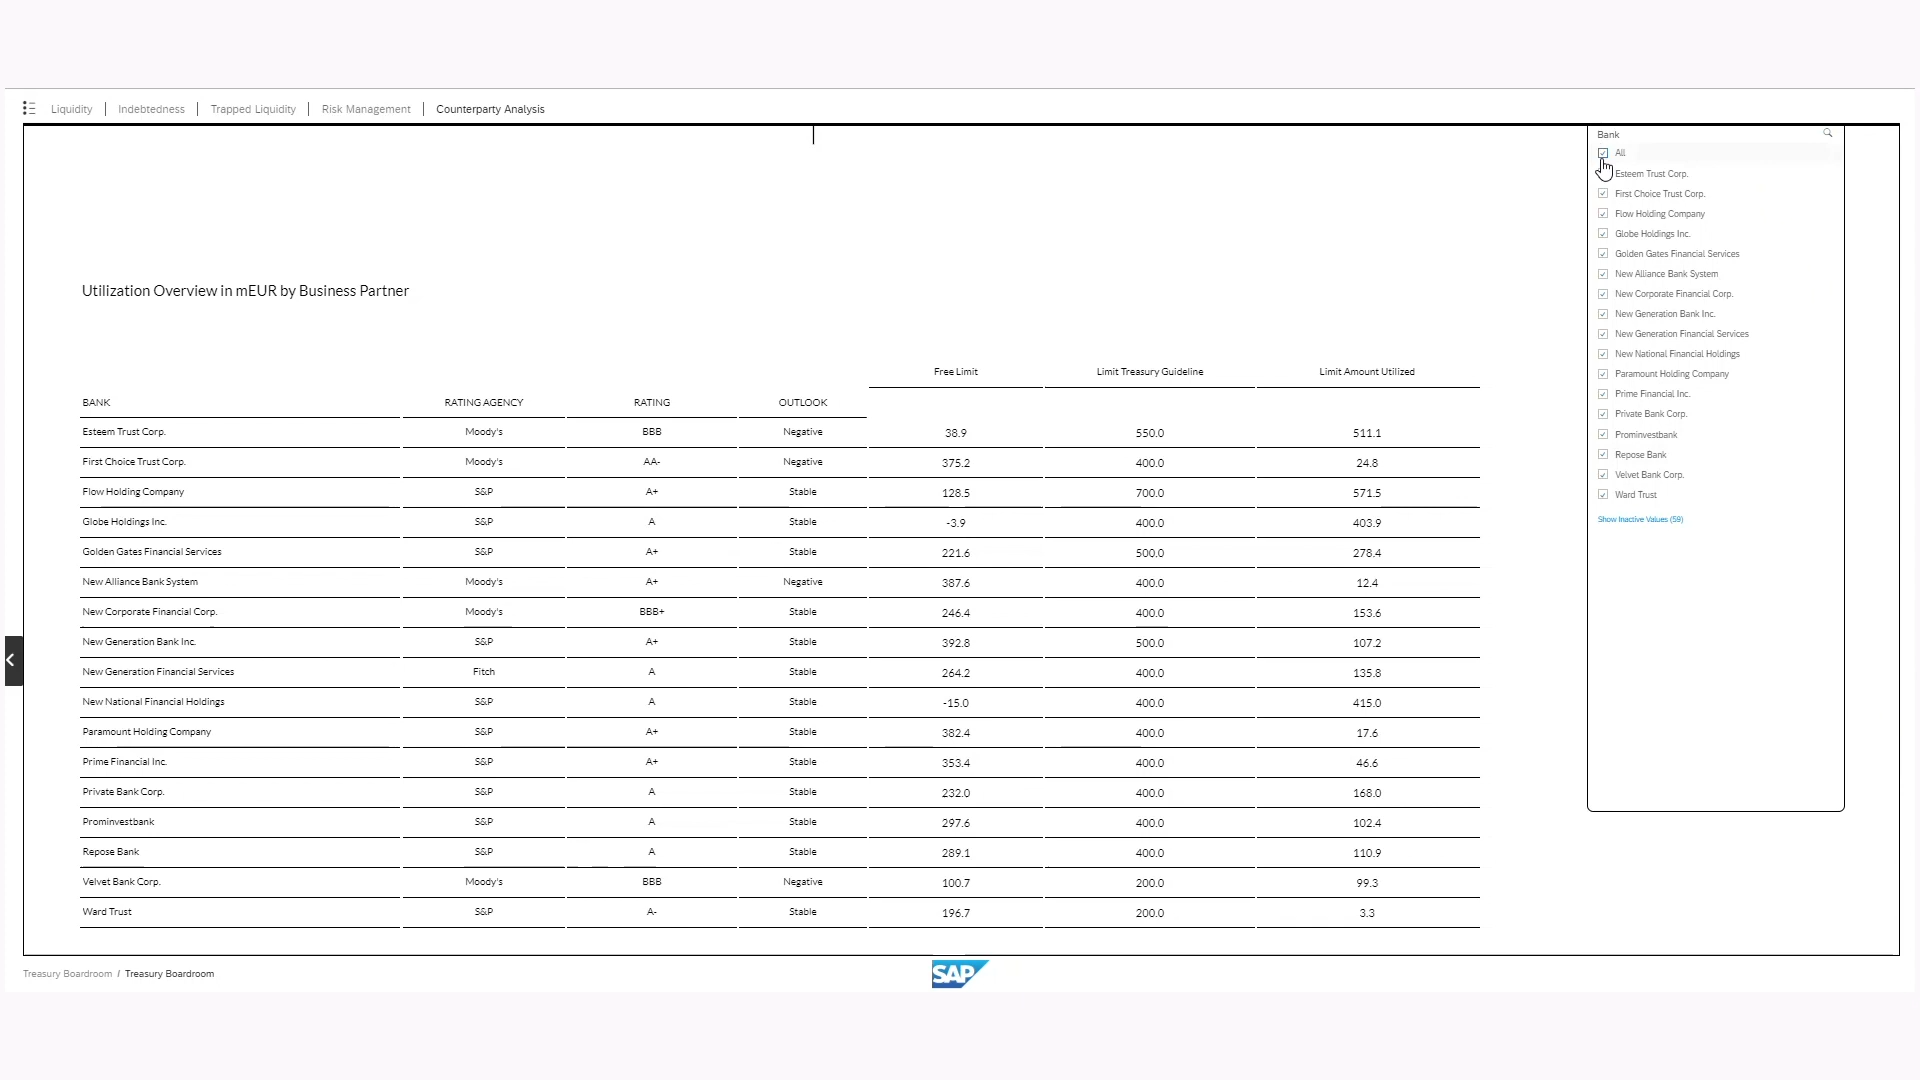 Liquidity | Indebtedness | Trapped Liquidity | Risk Management | Counterparty Analysis
Bank
All
Esteem Trust Corp.
First Choice Trust Corp.
Flow Holding Company
Globe Holdings Inc.
Golden Gates Financial Services
New Alliance Bank System
New Corporate Financial Corp.
New Generation Bank Inc.
New Generation Financial Services
New National Financial Holdings
Paramount Holding Company
Prime Financial Inc.
Private Bank Corp.
Prominvestbank
Repose Bank
Velvet Bank Corp.
Ward Trust
Show Inactive Values (59)
Utilization Overview in mEUR by Business Partner
Free Limit Limit Treasury Guideline Limit Amount Utilized
BANK RATING AGENCY RATING OUTLOOK
Esteem Trust Corp. Moody's BBB Negative 38.9 550.0 511.1
First Choice Trust Corp. Moody's AA- Negative 375.2 400.0 24.8
Flow Holding Company S&P A+ Stable 128.5 700.0 571.5
Globe Holdings Inc. S&P A Stable -3.9 400.0 403.9
Golden Gates Financial Services S&P A+ Stable 221.6 500.0 278.4
New Alliance Bank System Moody's A+ Negative 387.6 400.0 12.4
New Corporate Financial Corp. Moody's BBB+ Stable 246.4 400.0 153.6
New Generation Bank Inc. S&P A+ Stable 392.8 500.0 107.2
New Generation Financial Services Fitch A Stable 264.2 400.0 135.8
New National Financial Holdings S&P A Stable -15.0 400.0 415.0
Paramount Holding Company S&P A+ Stable 382.4 400.0 17.6
Prime Financial Inc. S&P A+ Stable 353.4 400.0 46.6
Private Bank Corp. S&P A Stable 232.0 400.0 168.0
Prominvestbank S&P A Stable 297.6 400.0 102.4
Repose Bank S&P A Stable 289.1 400.0 110.9
Velvet Bank Corp. Moody's BBB Negative 100.7 200.0 99.3
Ward Trust S&P A- Stable 196.7 200.0 3.3
Treasury Boardroom / Treasury Boardroom
SAP